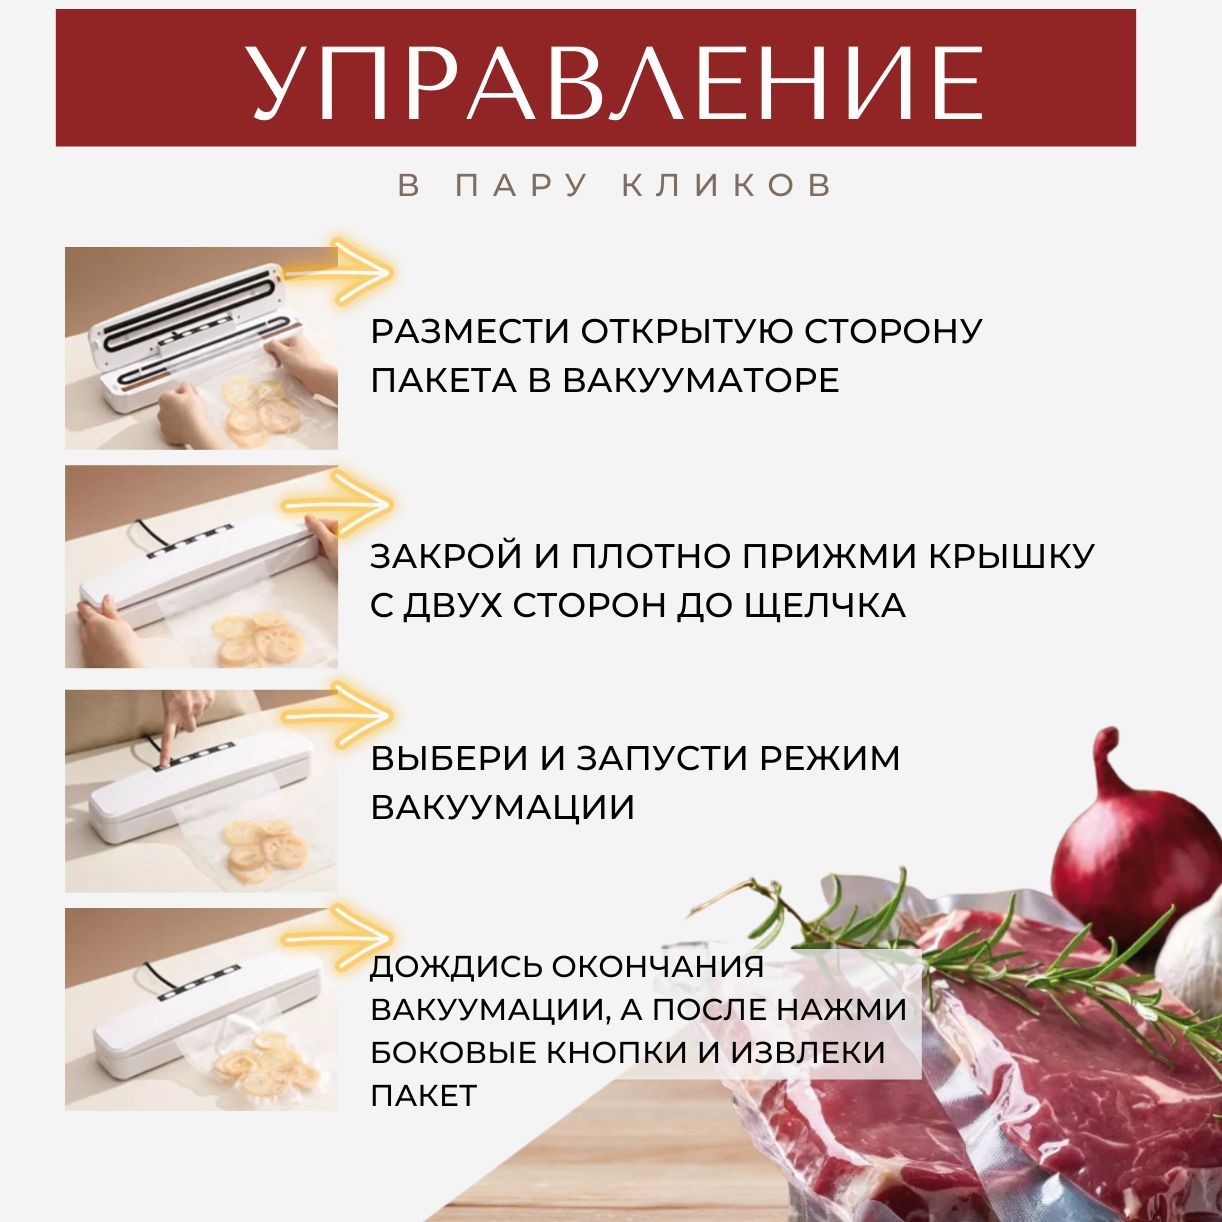 УПРАВЛЕНИЕ
В ПАРУ КЛИКОВ
РАЗМЕСТИ ОТКРЫТУЮ СТОРОНУ
ПАКЕТА В ВАКУУМАТОРЕ
ЗАКРОЙ И ПЛОТНО ПРИЖМИ КРЫШКУ
С ДВУХ СТОРОН ДО ЩЕЛЧКА
ВЫБЕРИ И ЗАПУСТИ РЕЖИМ
ВАКУУМАЦИИ
ДОЖДИСЬ ОКОНЧАНИЯ
ВАКУУМАЦИИ, А ПОСЛЕ НАЖМИ
БОКОВЫЕ КНОПКИ И ИЗВЛЕКИ
ПАКЕТ